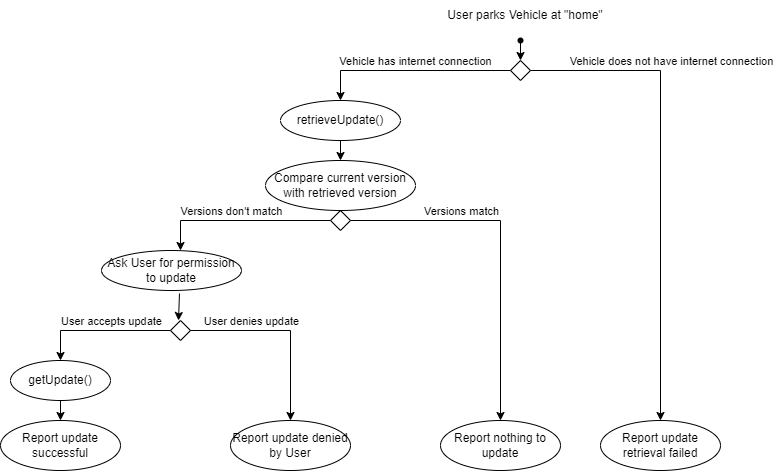 User parks Vehicle at "home"
Vehicle has internet connection
Vehicle does not have internet connection
retrieveUpdate()
Compare current version
with retrieved version
Versions don't match
Versions match
Ask User for permission
to update
User accepts update
User denies update
getUpdate()
Report update
successful
Report update denied
by User
Report nothing to
update
Report update
retrieval failed